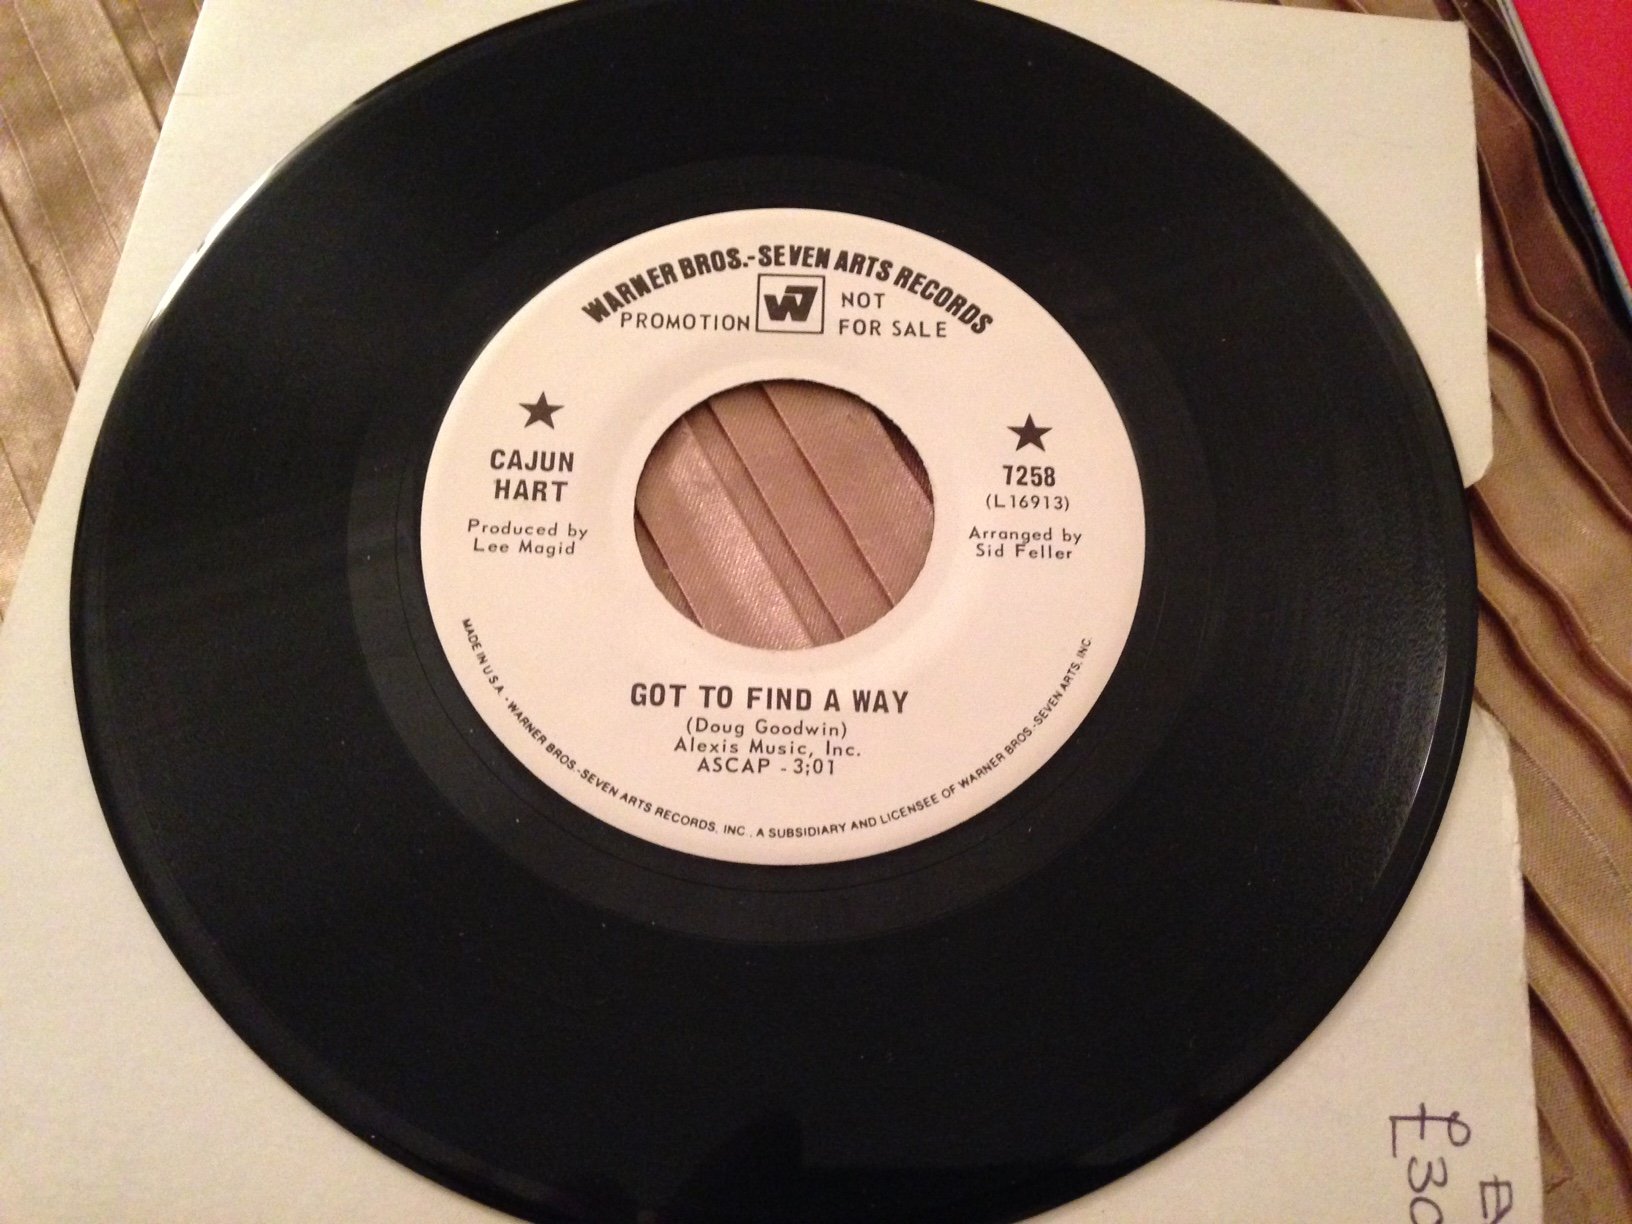 WARNER BROS.-SEVEN ARTS RECORDS
PROMOTION
W7
NOT
FOR SALE
CAJUN
HART
Produced by
Lee Magid
7258
(L16913)
Arranged by
Sid Feller
GOT TO FIND A WAY
(Doug Goodwin)
Alexis Music, Inc.
ASCAP - 3;01
MADE IN U.S.A. · WARNER BROS.-SEVEN ARTS RECORDS, INC., A SUBSIDIARY AND LICENSEE OF WARNER BROS.-SEVEN ARTS, INC.